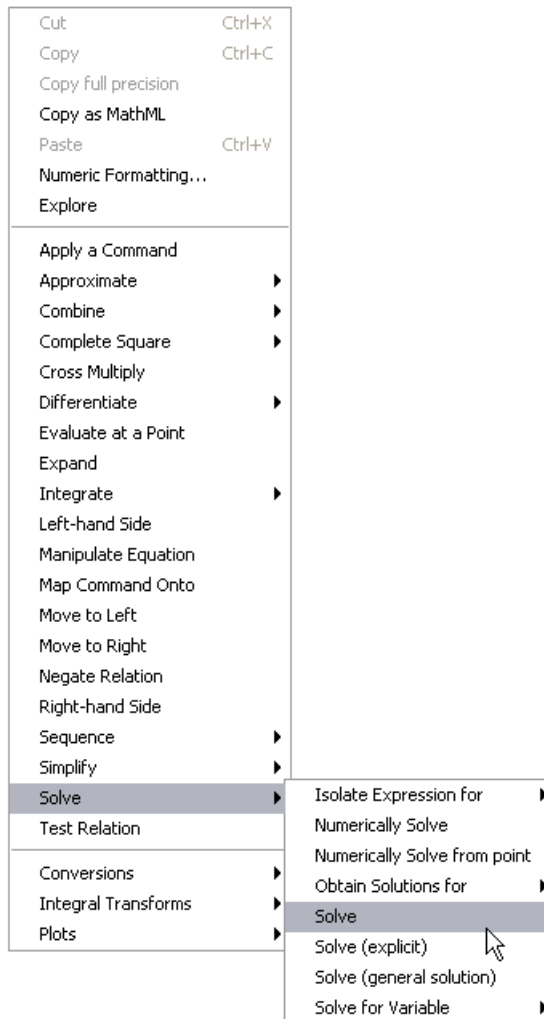 Cut Ctrl+X
Copy Ctrl+C
Copy full precision
Copy as MathML
Paste Ctrl+V
Numeric Formatting...
Explore
Apply a Command
Approximate
Combine
Complete Square
Cross Multiply
Differentiate
Evaluate at a Point
Expand
Integrate
Left-hand Side
Manipulate Equation
Map Command Onto
Move to Left
Move to Right
Negate Relation
Right-hand Side
Sequence
Simplify
Solve
Test Relation
Conversions
Integral Transforms
Plots
Isolate Expression for
Numerically Solve
Numerically Solve from point
Obtain Solutions for
Solve
Solve (explicit)
Solve (general solution)
Solve for Variable